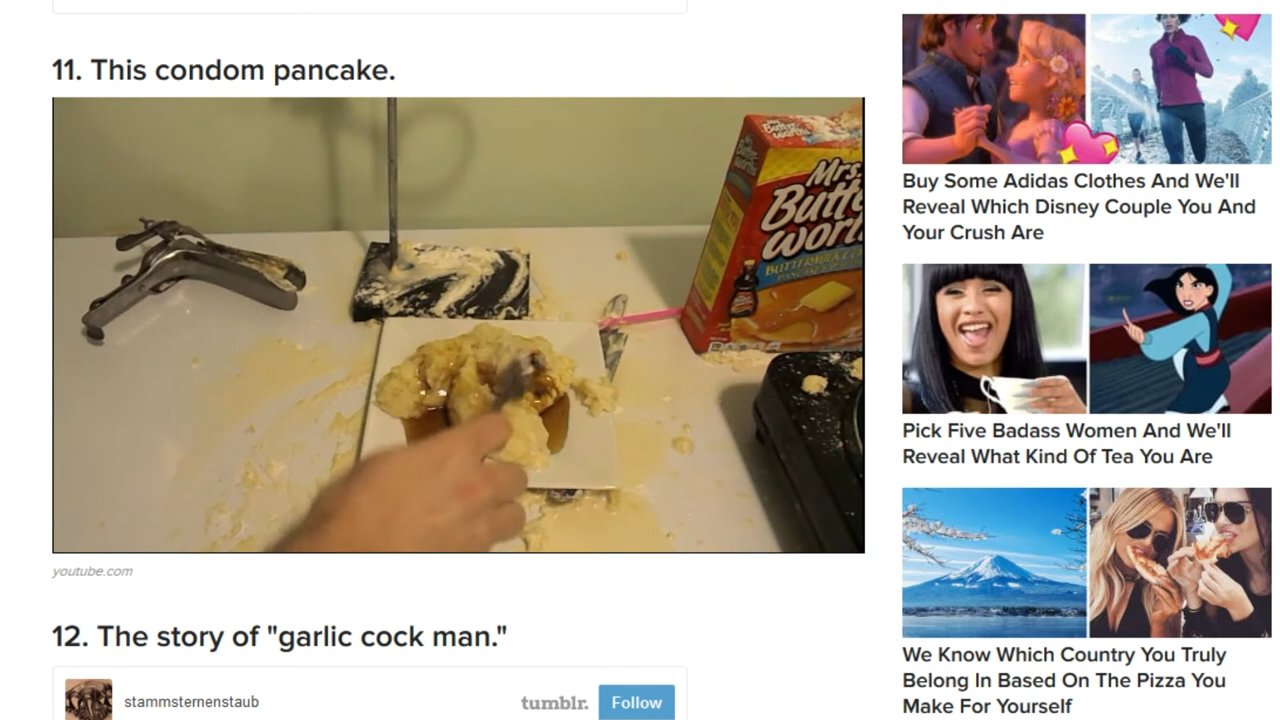 11. This condom pancake.
Mrs.
Butter
worth
Mrs.
Butte
worth
BUTTERMILK
youtube.com
12. The story of "garlic cock man."
stammsternenstaub
tumblr.
Follow
Buy Some Adidas Clothes And We'll
Reveal Which Disney Couple You And
Your Crush Are
Pick Five Badass Women And We'll
Reveal What Kind Of Tea You Are
We Know Which Country You Truly
Belong In Based On The Pizza You
Make For Yourself